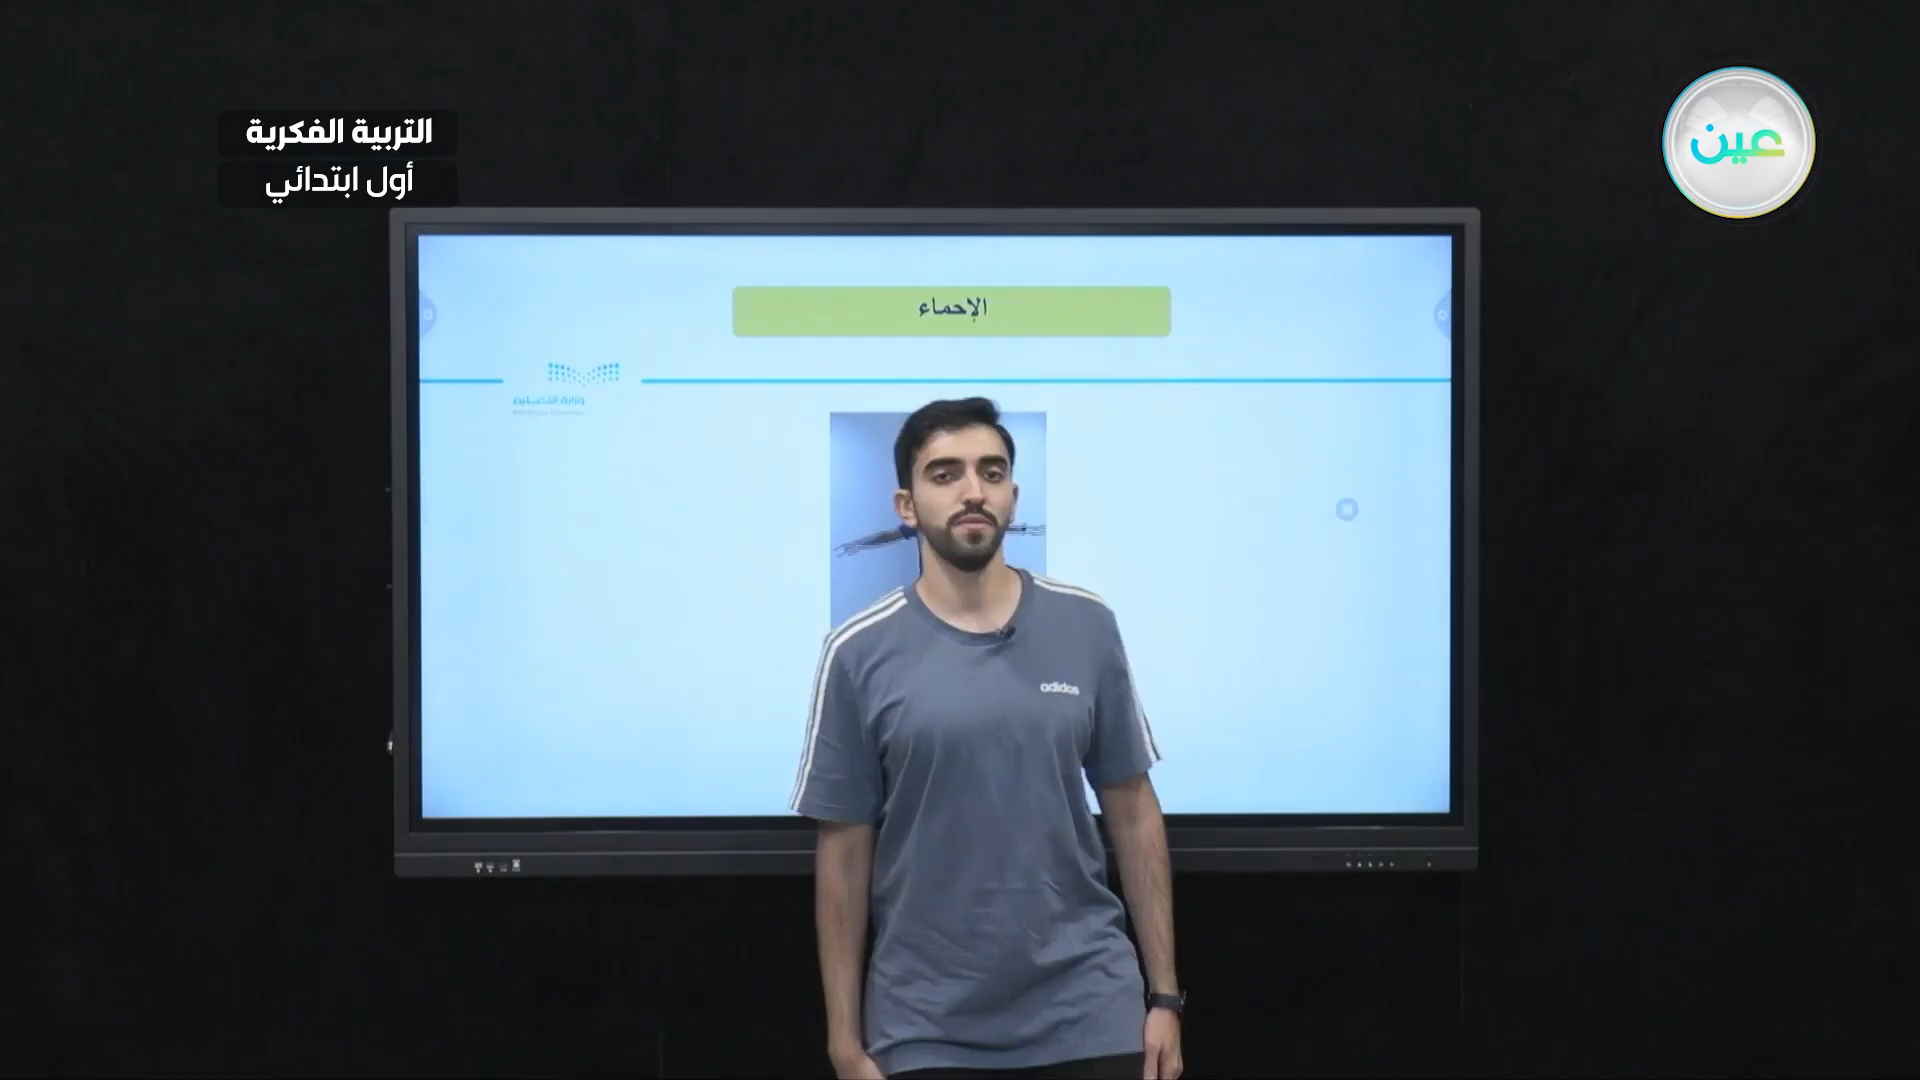 التربية الفكرية
أول ابتدائي
عين
الإحماء
وزارة التعليم
adidas